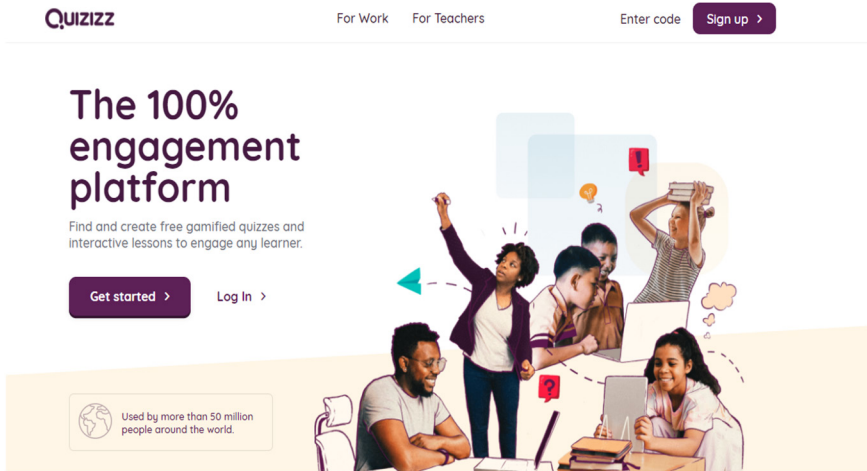 QUIZIZZ
For Work
For Teachers
Enter code
Sign up >
The 100%
engagement
platform
Find and create free gamified quizzes and
interactive lessons to engage any learner.
Get started >
Log In >
!
?
Used by more than 50 million
people around the world.